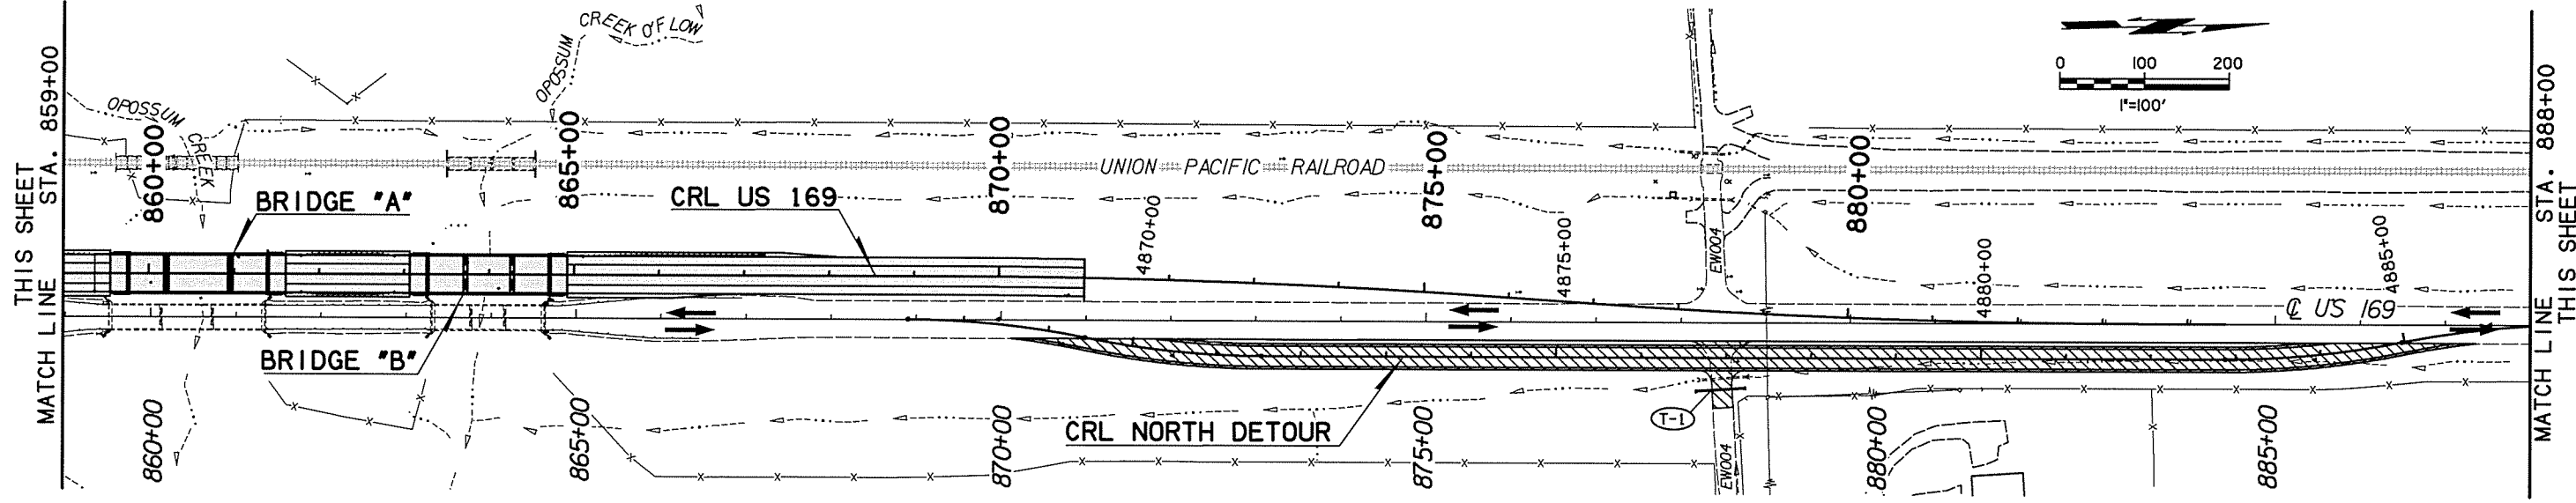 THIS SHEET
MATCH LINE STA. 859+00
OPOSSUM CREEK
OPOSSUM
CREEK O'FLOW
860+00
865+00
870+00
875+00
880+00
UNION PACIFIC RAILROAD
BRIDGE "A"
CRL US 169
4870+00
4875+00
4880+00
4885+00
EW004
0 100 200
1"=100'
℄ US 169
BRIDGE "B"
CRL NORTH DETOUR
T-1
EW004
860+00
865+00
870+00
875+00
880+00
885+00
MATCH LINE STA. 888+00
THIS SHEET